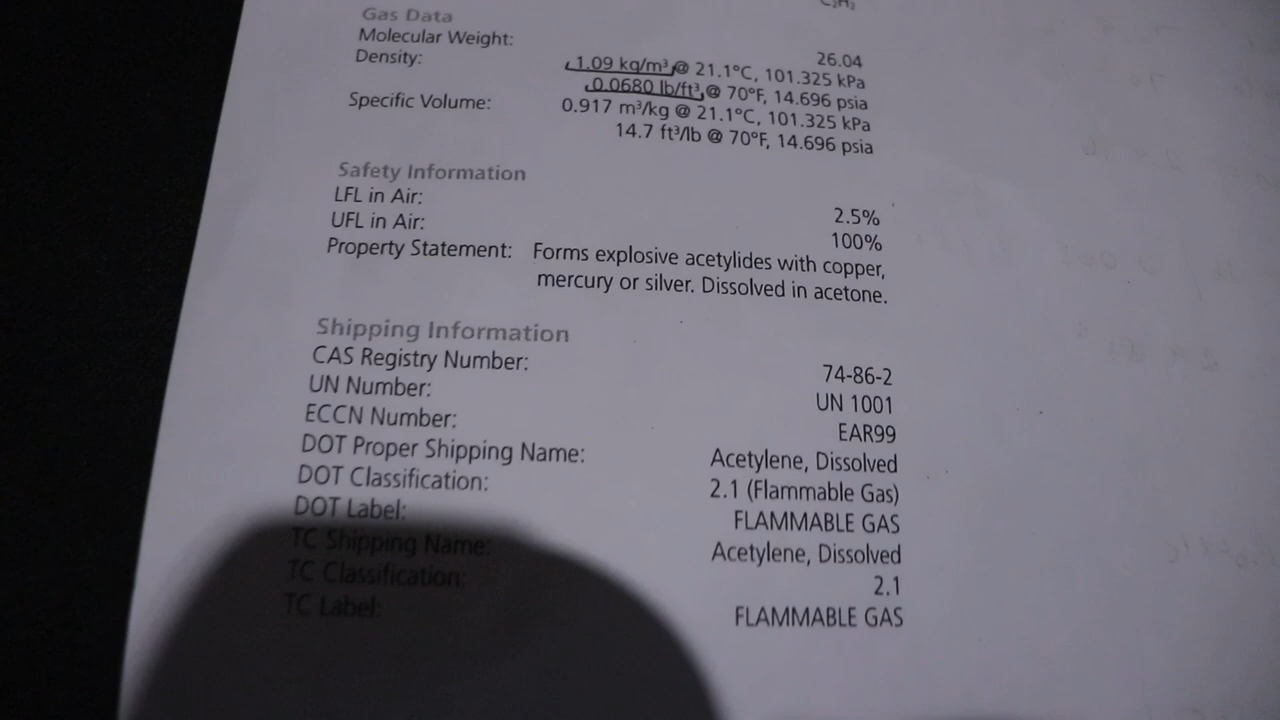 C₂H₂
Gas Data
Molecular Weight: 26.04
Density: 1.09 kg/m³ @ 21.1°C, 101.325 kPa
0.0680 lb/ft³ @ 70°F, 14.696 psia
Specific Volume: 0.917 m³/kg @ 21.1°C, 101.325 kPa
14.7 ft³/lb @ 70°F, 14.696 psia
Safety Information
LFL in Air: 2.5%
UFL in Air: 100%
Property Statement: Forms explosive acetylides with copper,
mercury or silver. Dissolved in acetone.
Shipping Information
CAS Registry Number: 74-86-2
UN Number: UN 1001
ECCN Number: EAR99
DOT Proper Shipping Name: Acetylene, Dissolved
DOT Classification: 2.1 (Flammable Gas)
DOT Label: FLAMMABLE GAS
TC Shipping Name: Acetylene, Dissolved
TC Classification: 2.1
TC Label: FLAMMABLE GAS